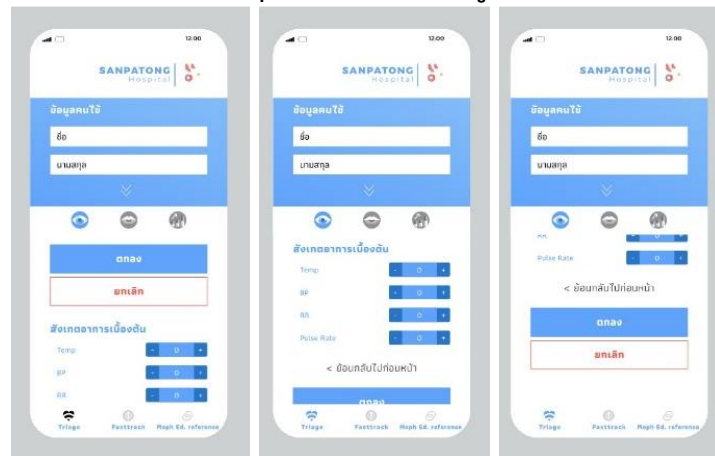 12:00
SANPATONG
Hospital
ข้อมูลคนไข้
ชื่อ
นามสกุล
ตกลง
ยกเลิก
สังเกตอาการเบื้องต้น
Temp
- 0 +
BP
- 0 +
RR
- 0 +
Triage
Fasttrack
Moph Ed. reference
12:00
SANPATONG
Hospital
ข้อมูลคนไข้
ชื่อ
นามสกุล
สังเกตอาการเบื้องต้น
Temp
- 0 +
BP
- 0 +
RR
- 0 +
Pulse Rate
- 0 +
< ย้อนกลับไปก่อนหน้า
ตกลง
Triage
Fasttrack
Moph Ed. reference
12:00
SANPATONG
Hospital
ข้อมูลคนไข้
ชื่อ
นามสกุล
Pulse Rate
- 0 +
< ย้อนกลับไปก่อนหน้า
ตกลง
ยกเลิก
Triage
Fasttrack
Moph Ed. reference